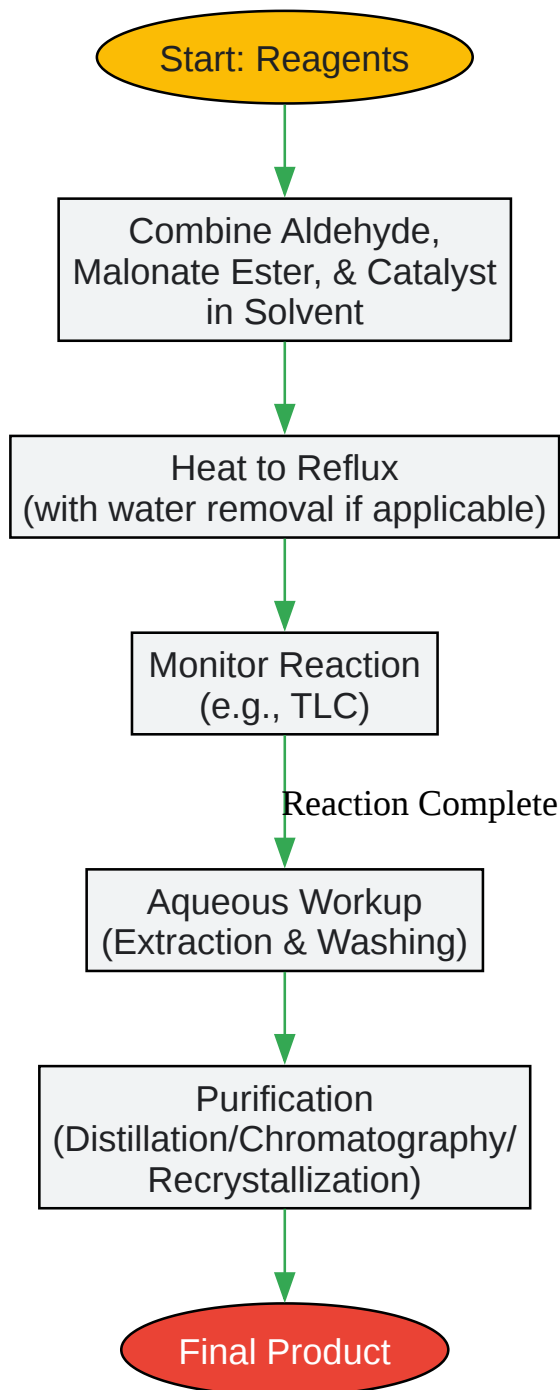 Start: Reagents
Combine Aldehyde,
Malonate Ester, & Catalyst
in Solvent
Heat to Reflux
(with water removal if applicable)
Monitor Reaction
(e.g., TLC)
Reaction Complete
Aqueous Workup
(Extraction & Washing)
Purification
(Distillation/Chromatography/
Recrystallization)
Final Product